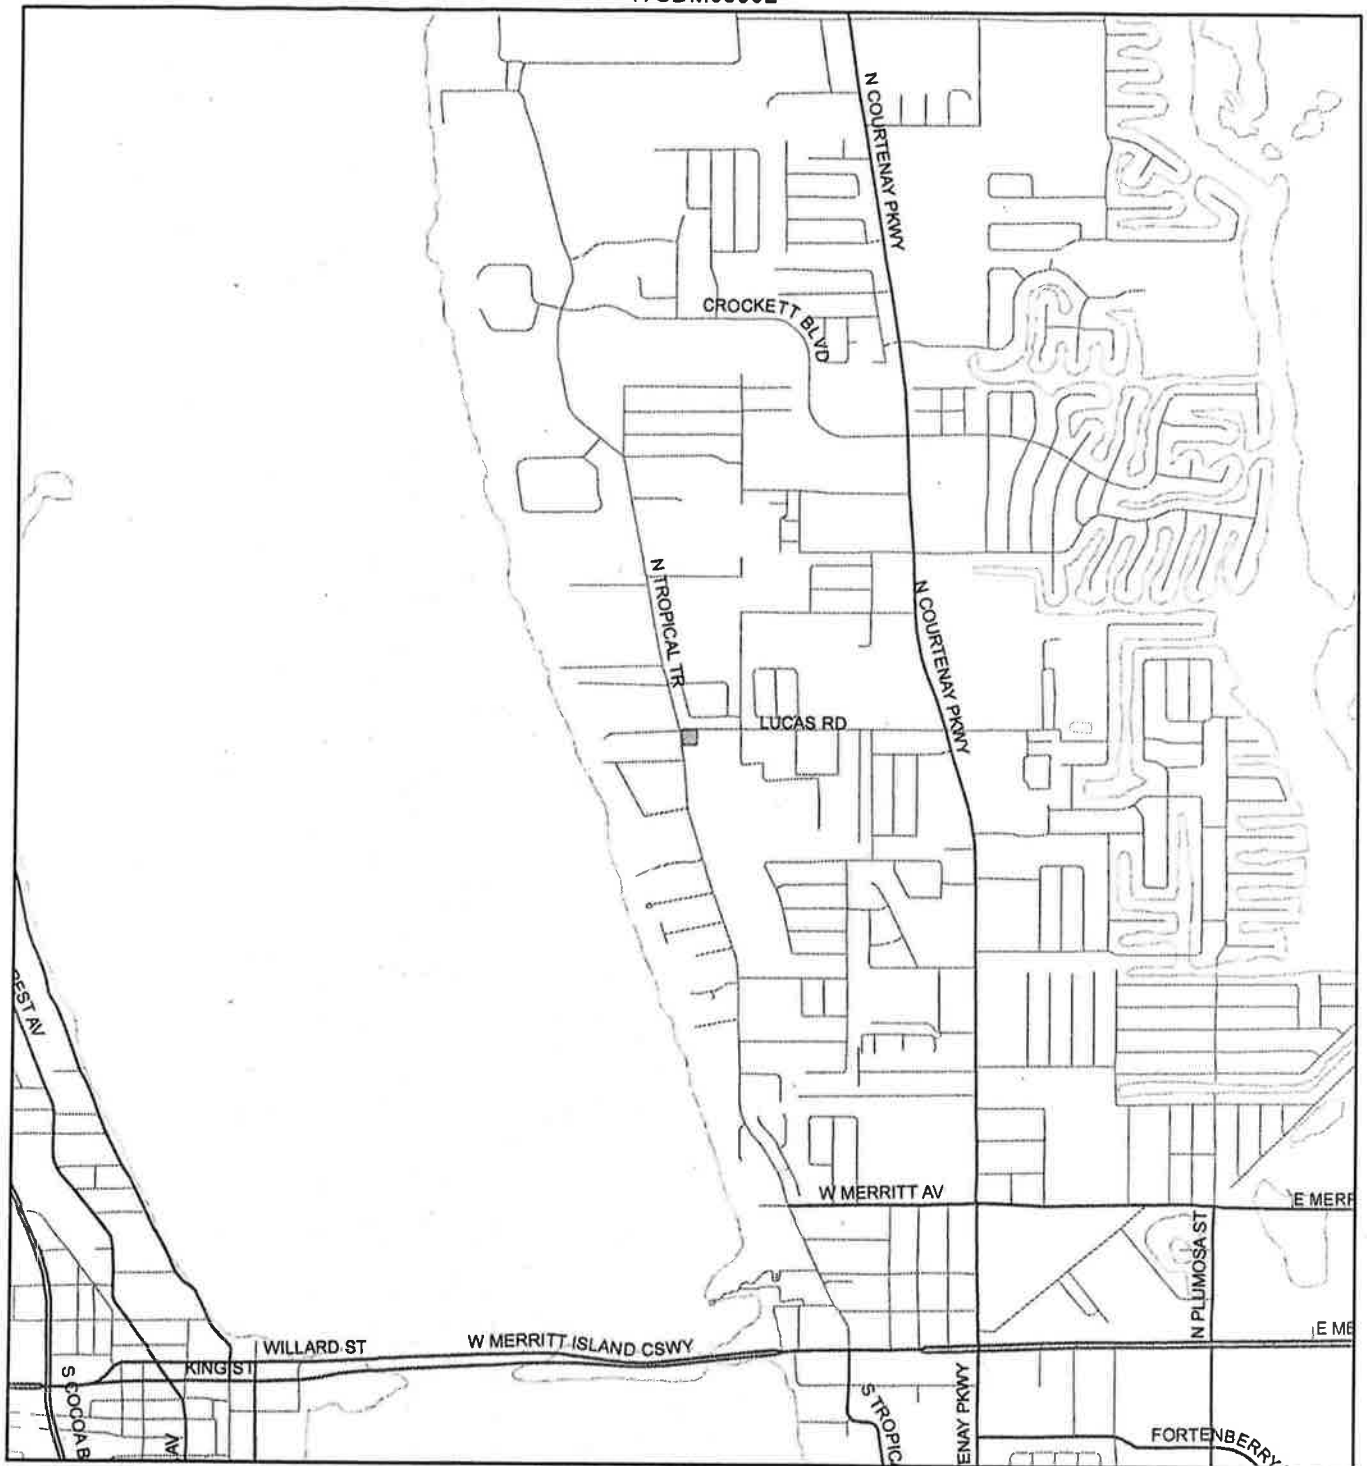 N COURTENAY PKWY
CROCKETT BLVD
N TROPICAL TR
N COURTENAY PKWY
LUCAS RD
W MERRITT AV
E MERR
N PLUMOSA ST
E ME
WILLARD ST
W MERRITT ISLAND CSWY
KING ST
S COCOA B
AV
S TROPICA
ENAY PKWY
FORTENBERRY